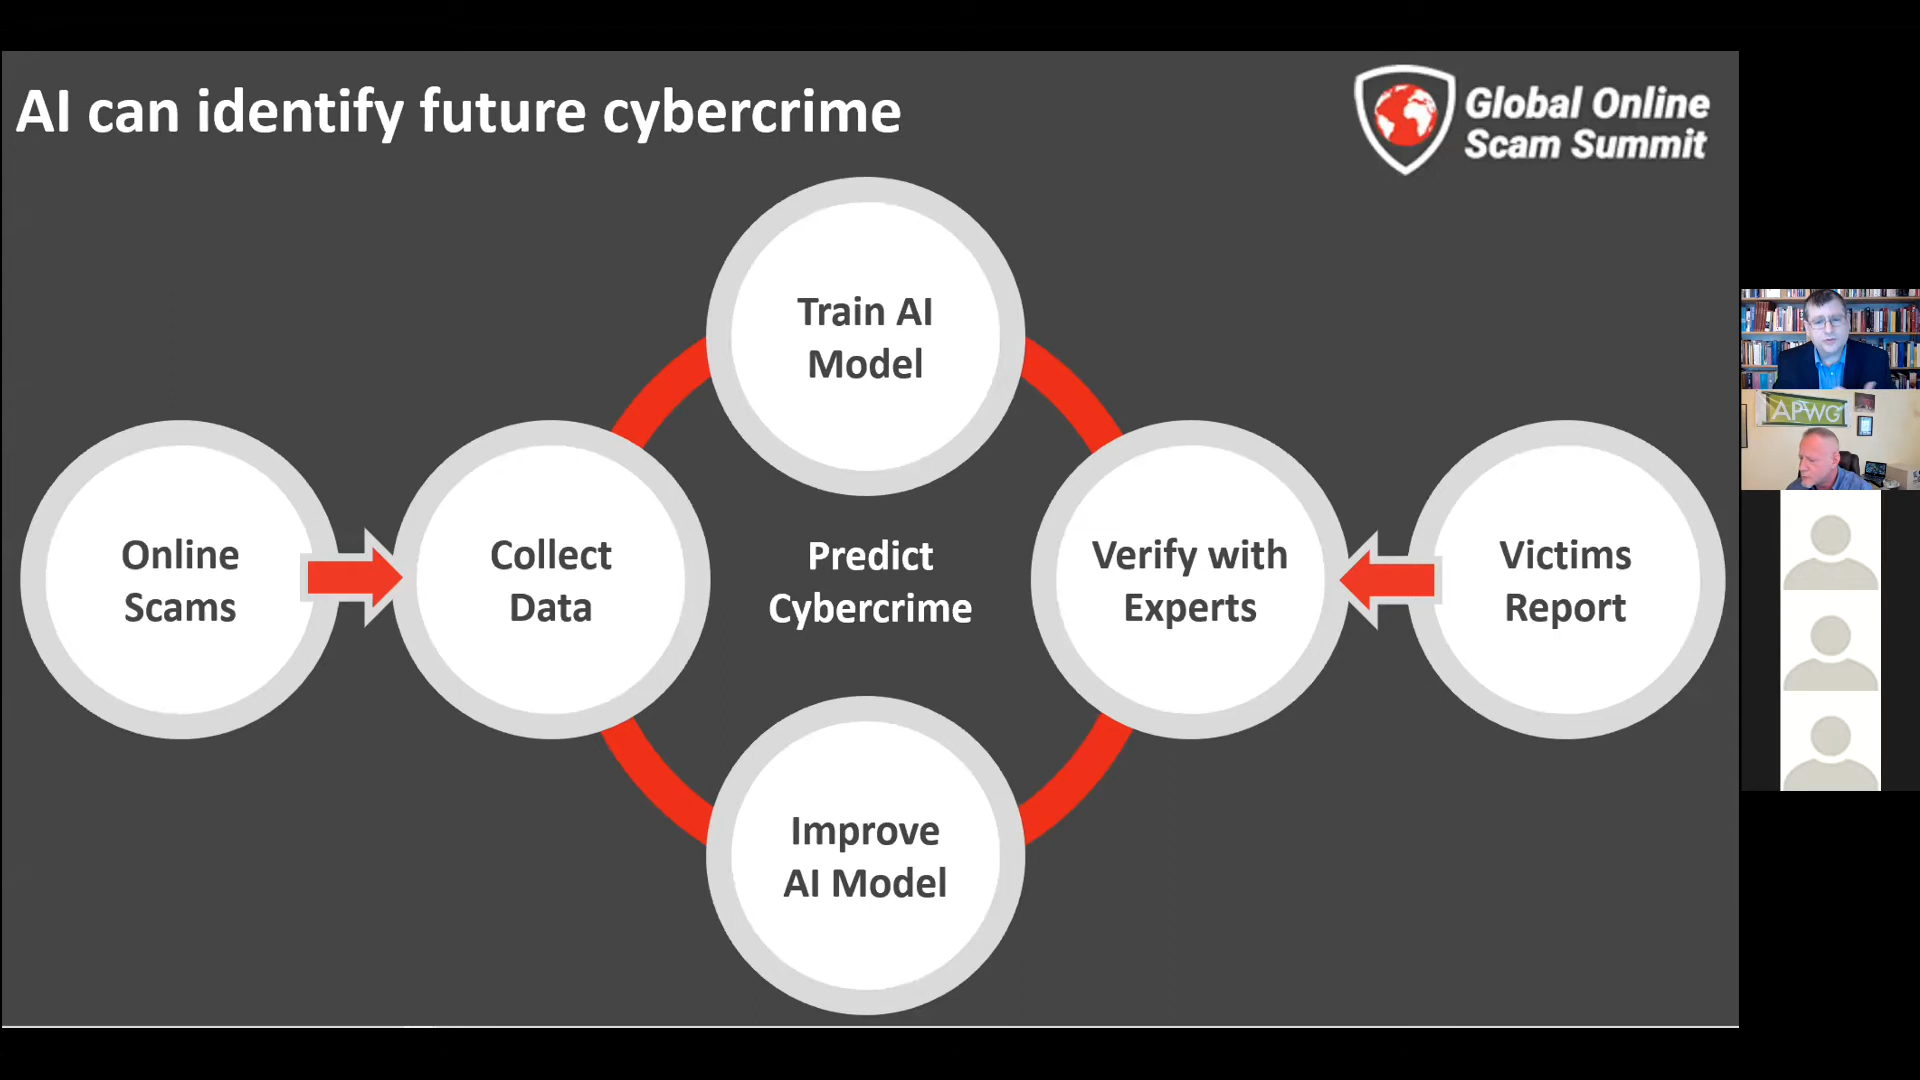 AI can identify future cybercrime
Global Online
Scam Summit
Train AI
Model
Online
Scams
Collect
Data
Predict
Cybercrime
Verify with
Experts
Victims
Report
Improve
AI Model
APWG